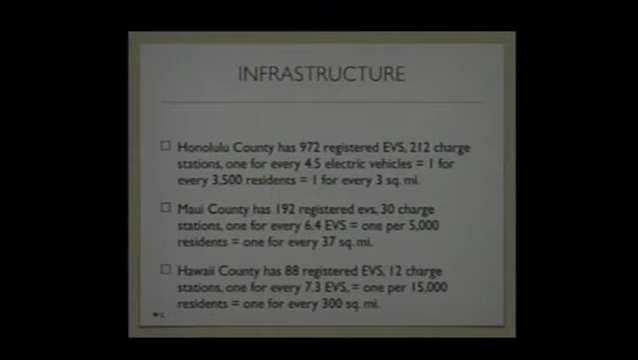 INFRASTRUCTURE
Honolulu County has 972 registered EVS, 212 charge
stations, one for every 4.5 electric vehicles = 1 for
every 3,500 residents = 1 for every 3 sq. mi.
Maui County has 192 registered evs, 30 charge
stations, one for every 6.4 EVS = one per 5,000
residents = one for every 37 sq. mi.
Hawaii County has 88 registered EVS, 12 charge
stations, one for every 7.3 EVS, = one per 15,000
residents = one for every 300 sq. mi.